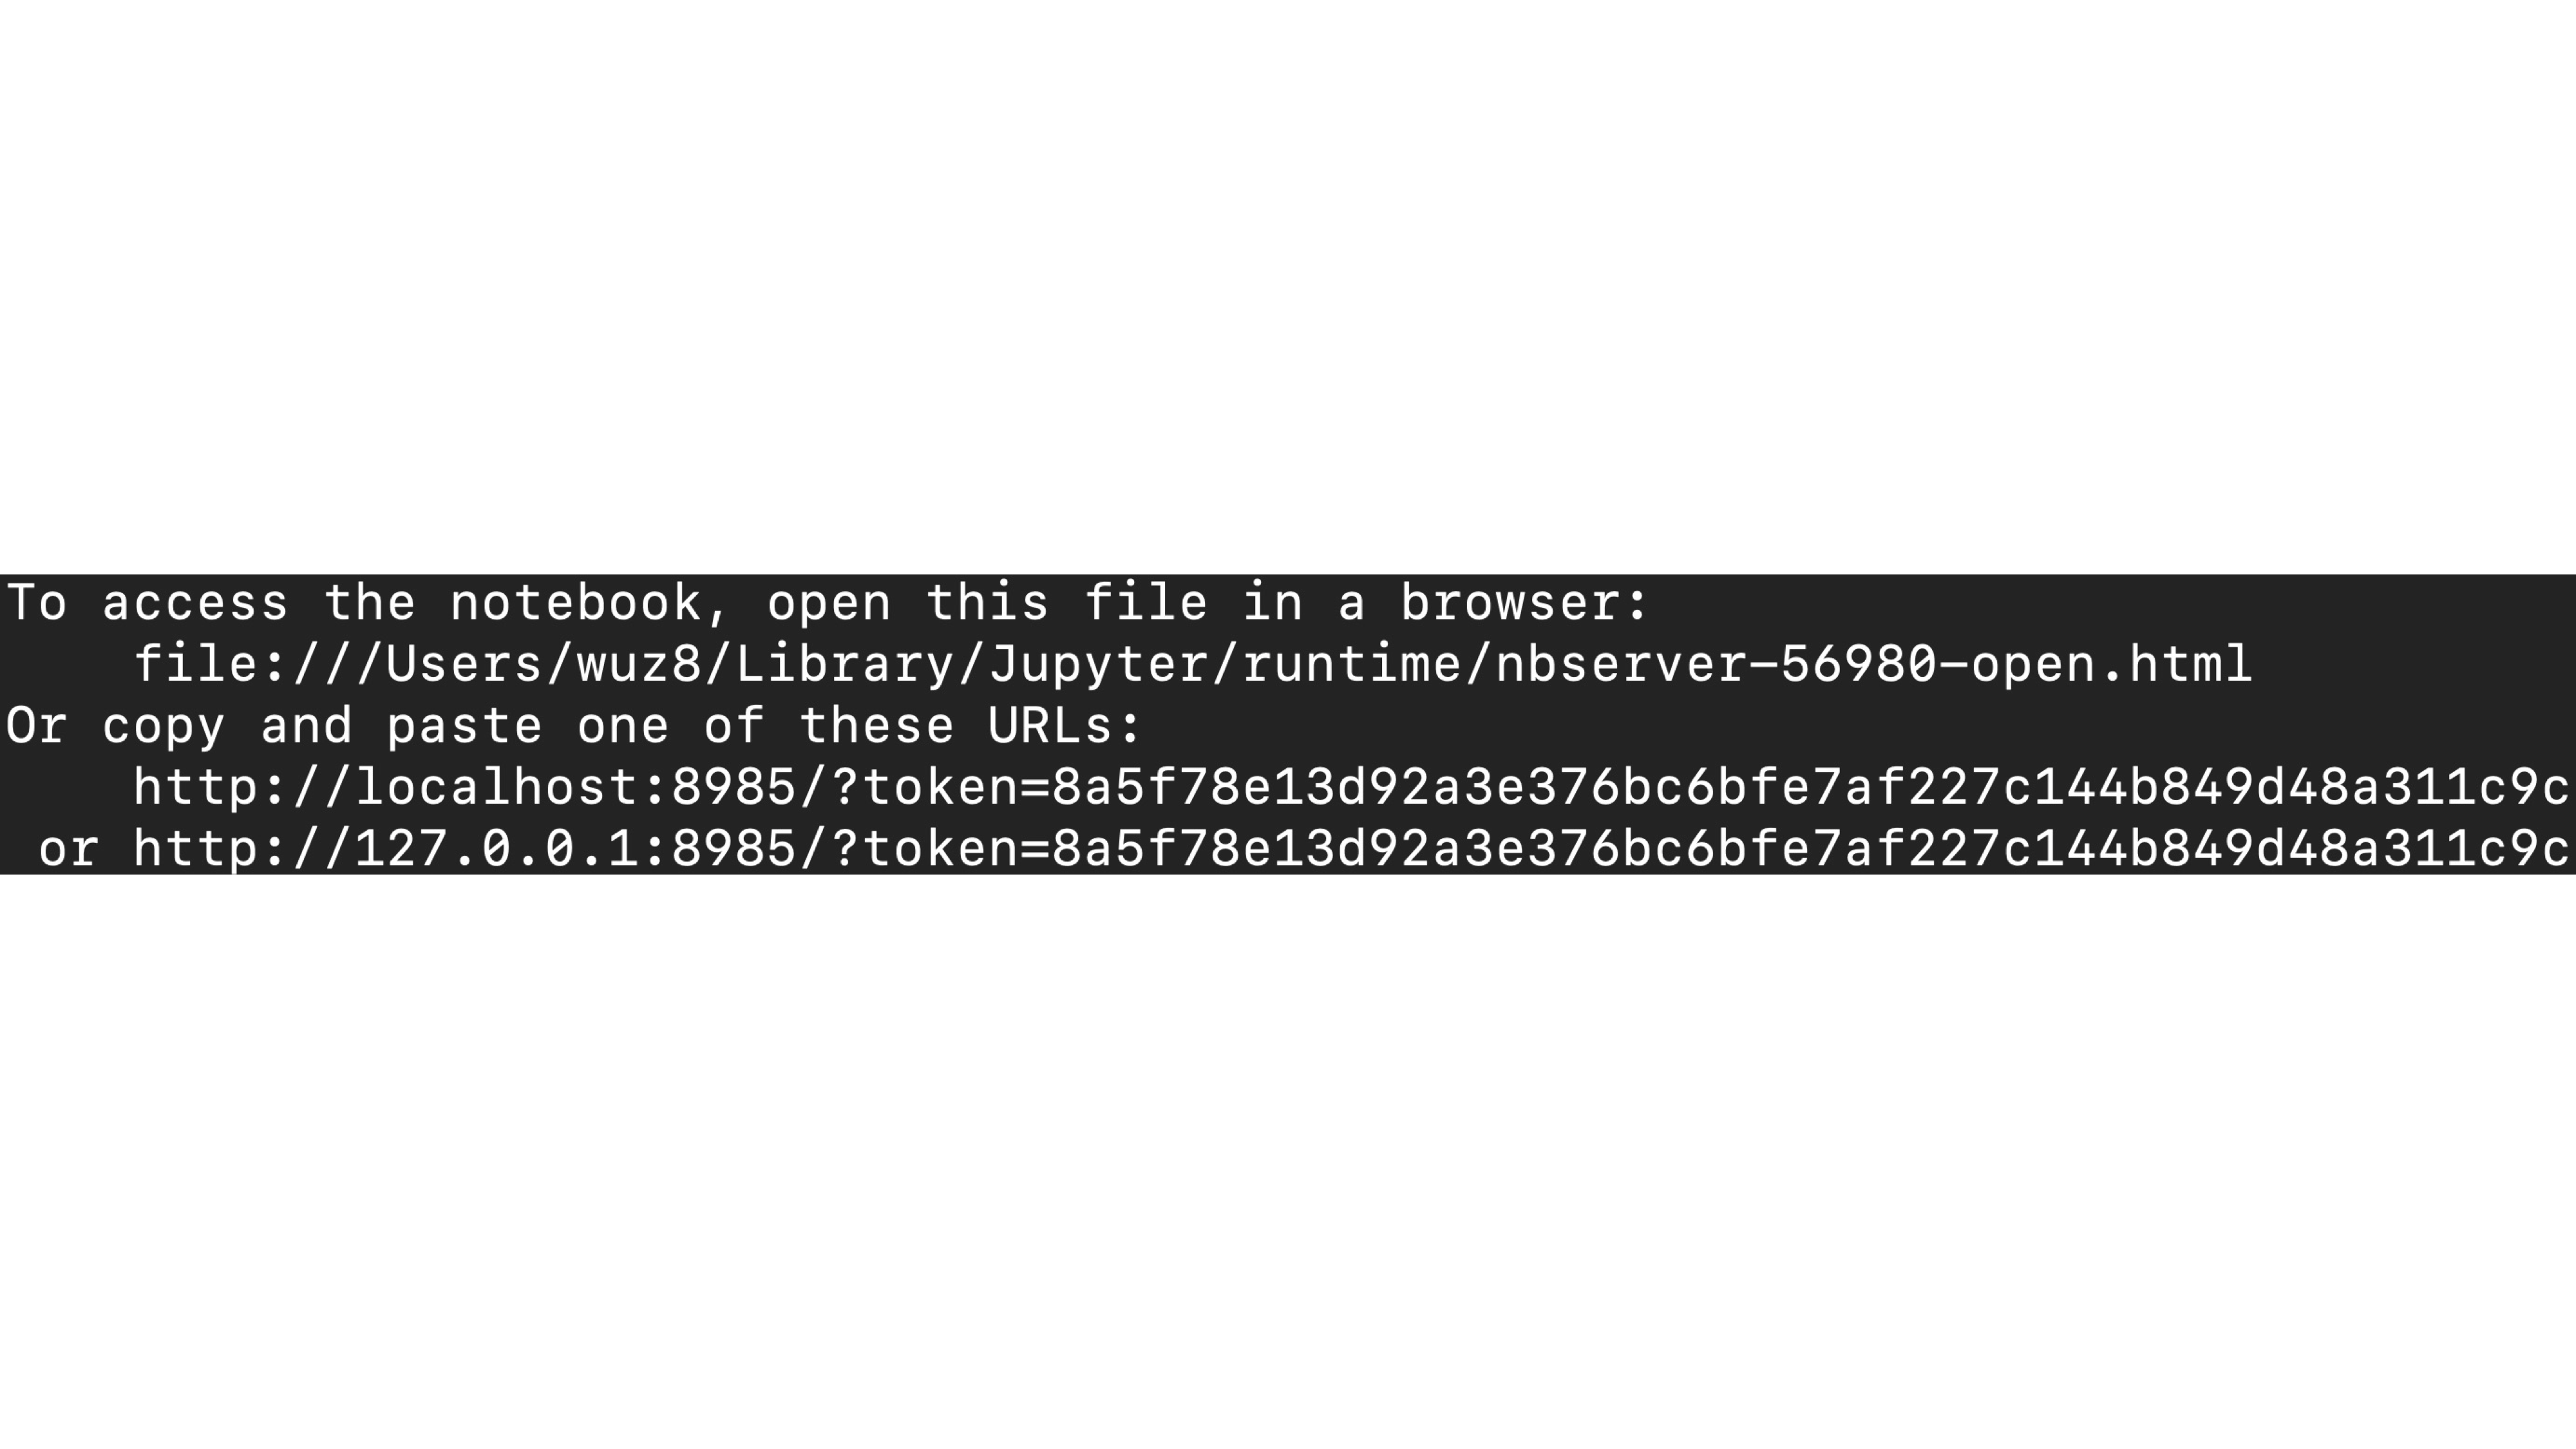 To access the notebook, open this file in a browser:
    file:///Users/wuz8/Library/Jupyter/runtime/nbserver-56980-open.html
Or copy and paste one of these URLs:
    http://localhost:8985/?token=8a5f78e13d92a3e376bc6bfe7af227c144b849d48a311c9c
 or http://127.0.0.1:8985/?token=8a5f78e13d92a3e376bc6bfe7af227c144b849d48a311c9c